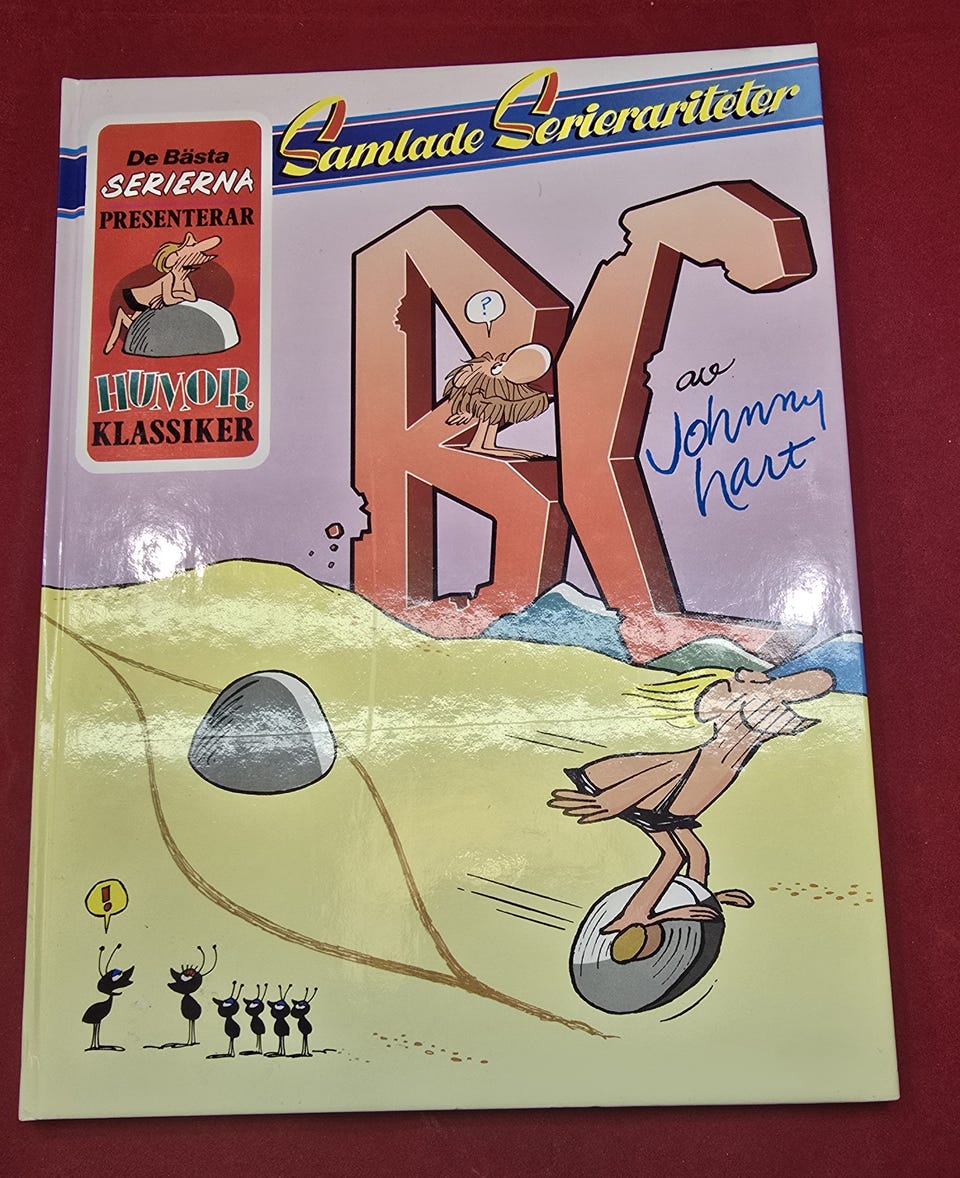 Samlade Serierariteter
De Bästa
SERIERNA
PRESENTERAR
HUMOR
KLASSIKER
BC
?
av
Johnny
hart
!